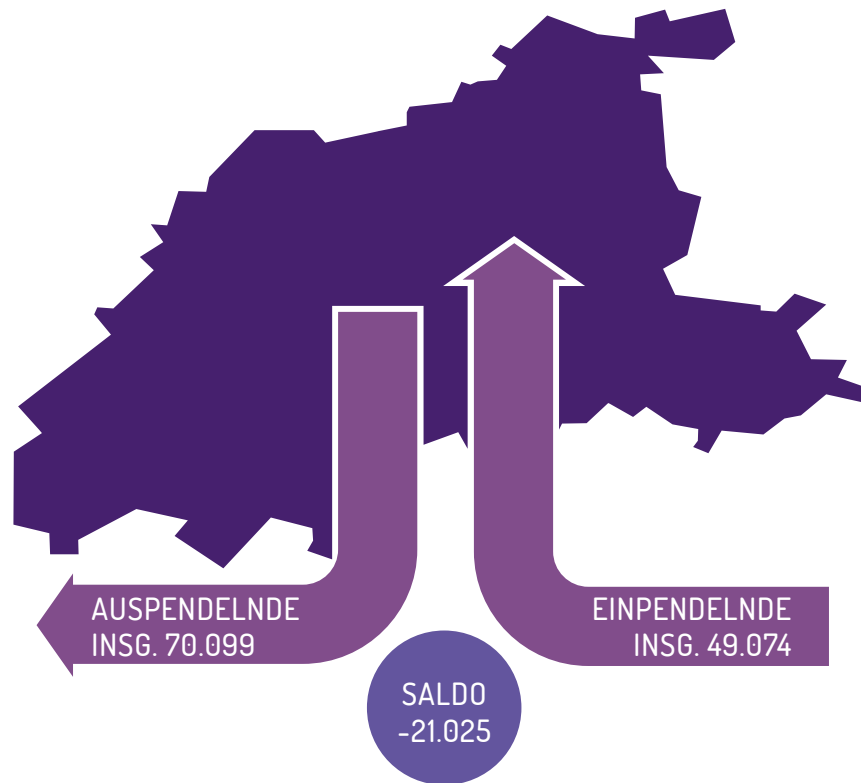 AUSPENDELNDE
INSG. 70.099
EINPENDELNDE
INSG. 49.074
SALDO
-21.025